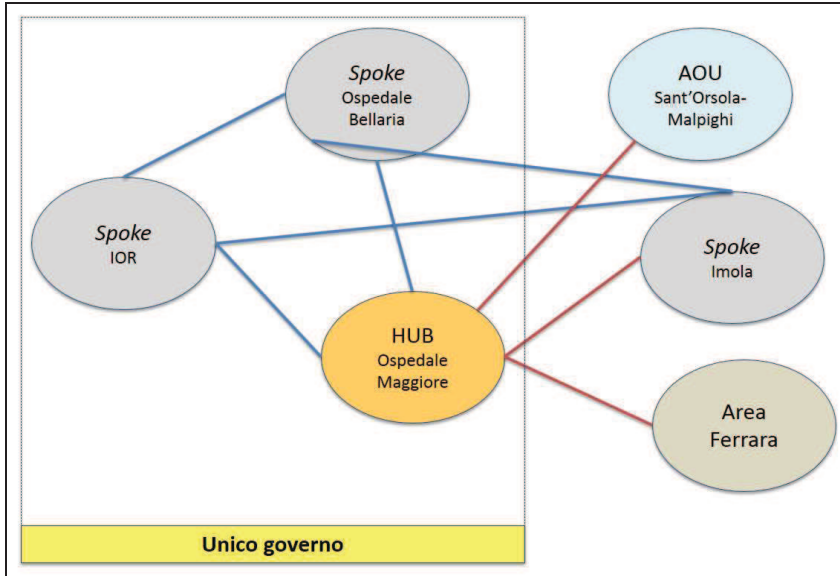 Spoke
Ospedale
Bellaria
AOU
Sant'Orsola-
Malpighi
Spoke
IOR
Spoke
Imola
HUB
Ospedale
Maggiore
Area
Ferrara
Unico governo